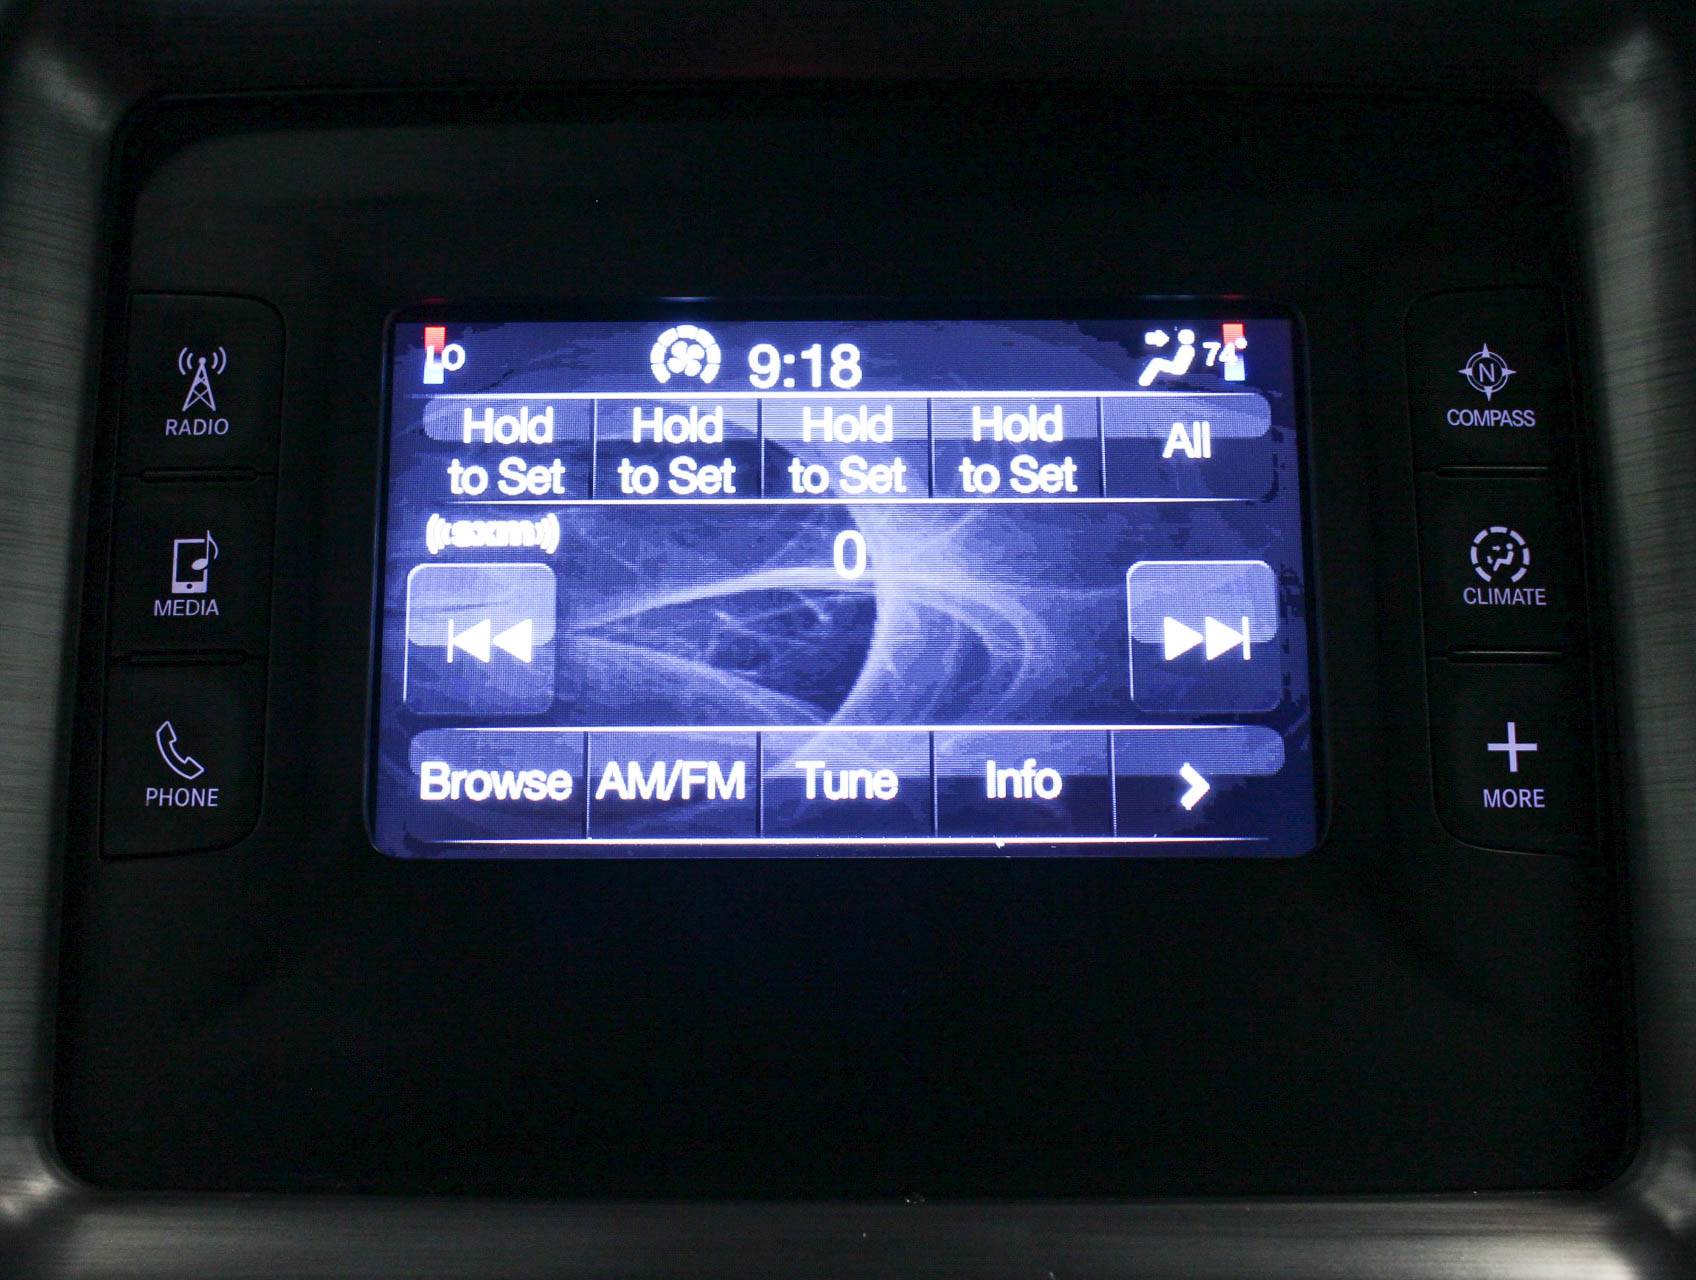 LO 9:18 74°
Hold to Set
Hold to Set
Hold to Set
Hold to Set
All
((sxm))
0
Browse AM/FM Tune Info
RADIO
MEDIA
PHONE
N
COMPASS
CLIMATE
MORE